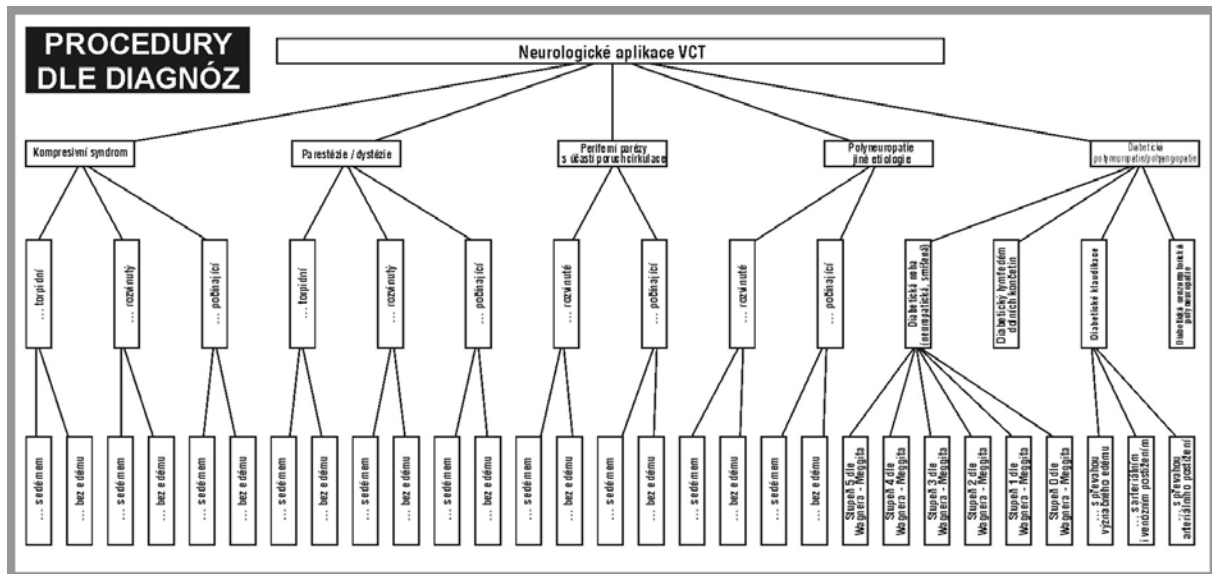 PROCEDURY
DLE DIAGNÓZ
Neurologické aplikace VCT
Kompresivní syndrom
Parestézie / dystézie
Periferní parézy
s účastí poruch cirkulace
Polyneuropatie
jiné etiologie
Diabetická
polyneuropatie/polyangiopatie
... torpidní
... rozvinutý
... počínající
... torpidní
... rozvinutý
... počínající
... rozvinuté
... počínající
... rozvinuté
... počínající
Diabetická noha
(neuropatická, smíšená)
Diabetický lymfedém
dolních končetin
Diabetické klaudikace
Diabetická senzomotorická
polyneuropatie
... s edémem
... bez edému
... s edémem
... bez edému
... s edémem
... bez edému
... s edémem
... bez edému
... s edémem
... bez edému
... s edémem
... bez edému
... s edémem
... bez edému
... s edémem
... bez edému
... s edémem
... bez edému
... s edémem
... bez edému
Stupeň 5 dle
Wagnera - Meggita
Stupeň 4 dle
Wagnera - Meggita
Stupeň 3 dle
Wagnera - Meggita
Stupeň 2 dle
Wagnera - Meggita
Stupeň 1 dle
Wagnera - Meggita
Stupeň 0 dle
Wagnera - Meggita
... s převahou
význačného edému
... s arteriálním
i venózním postižením
... s převahou
arteriálního postižení